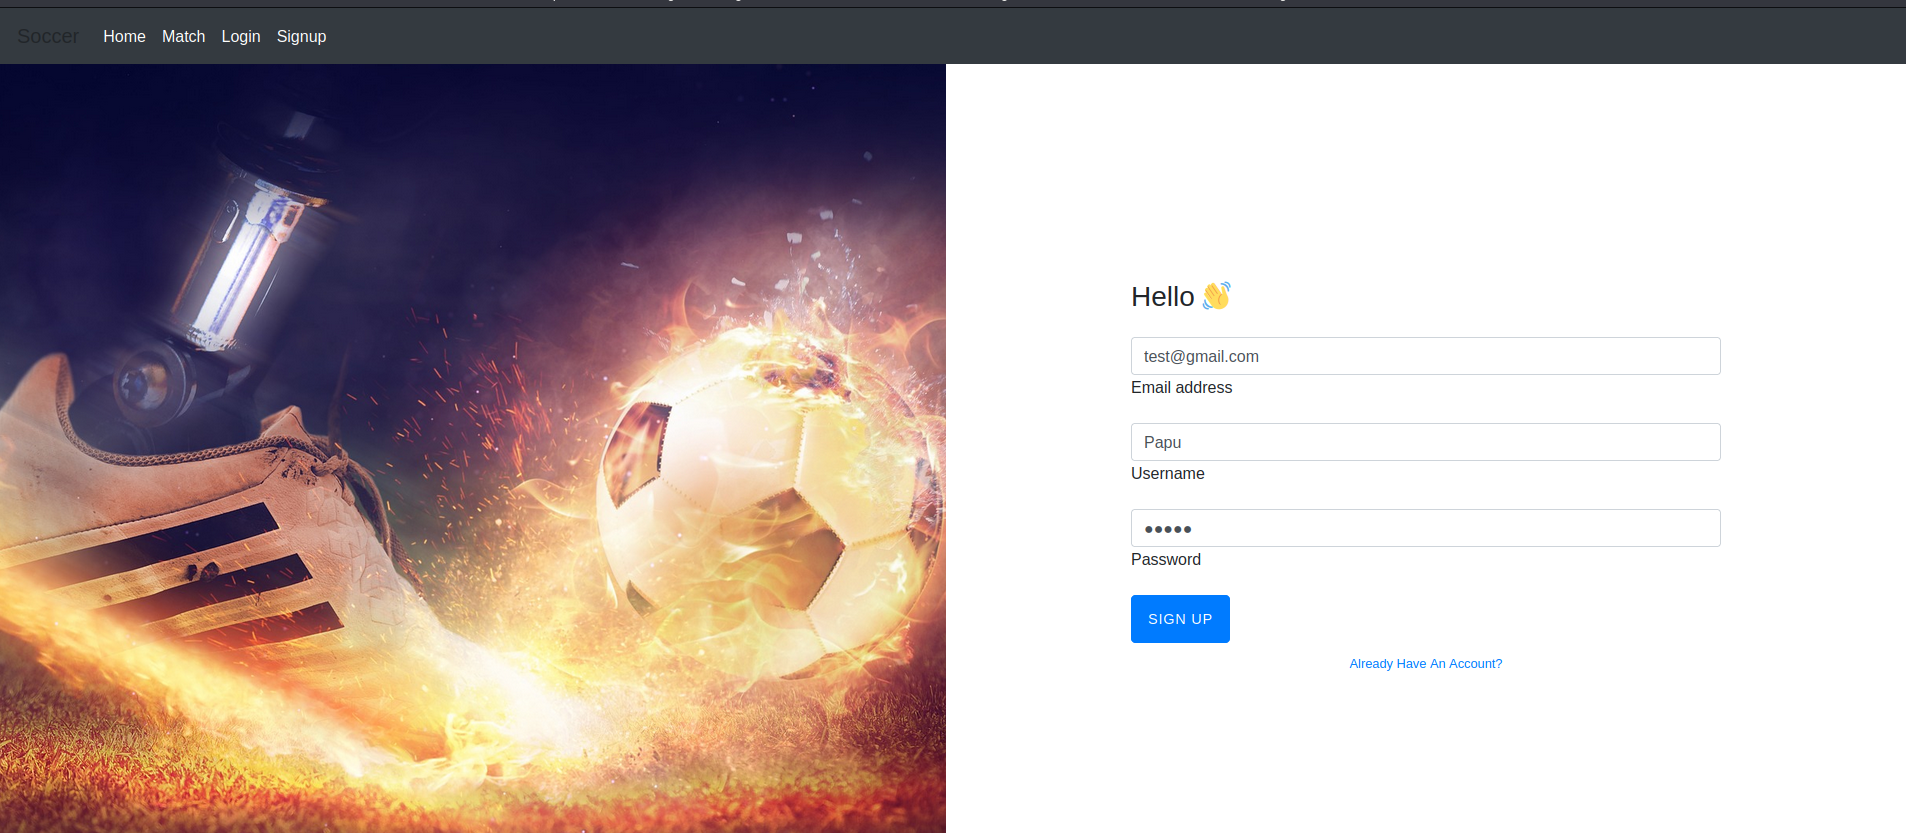 Soccer Home Match Login Signup
Hello 👋
test@gmail.com
Email address
Papu
Username
●●●●●
Password
SIGN UP
Already Have An Account?